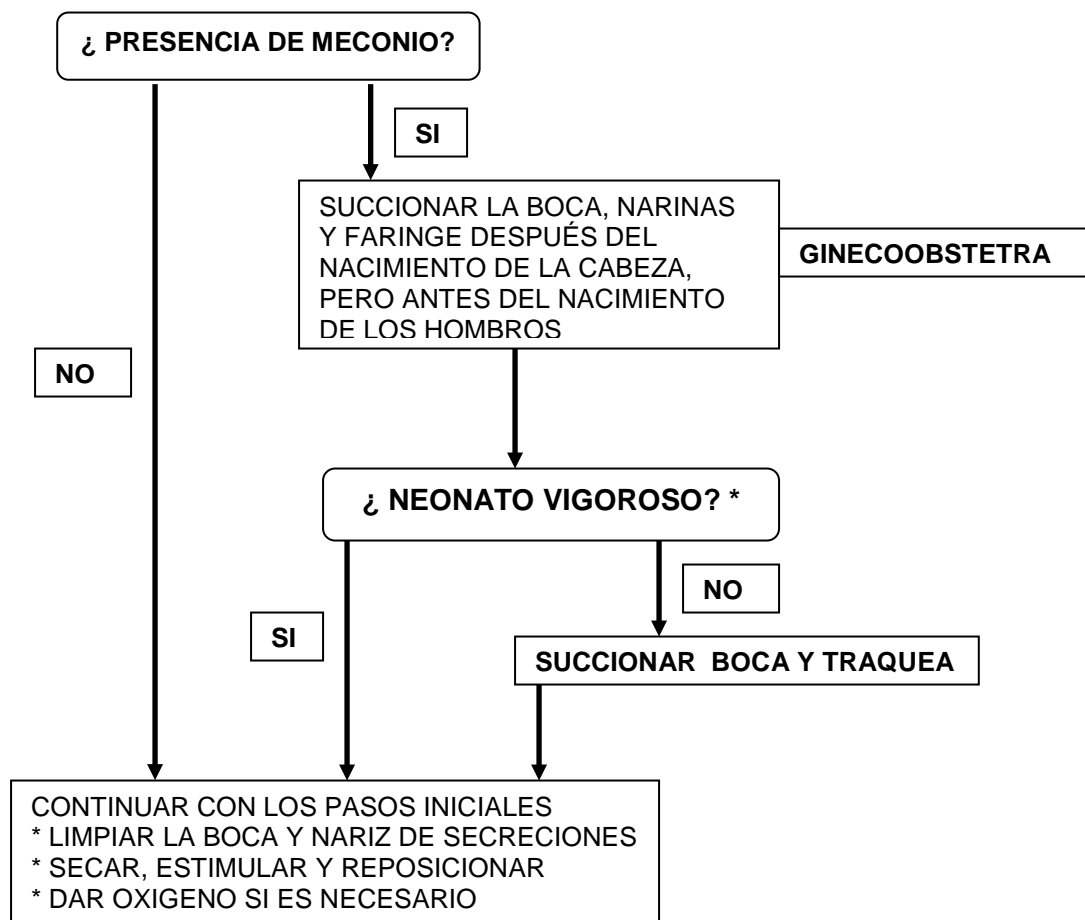 ¿ PRESENCIA DE MECONIO?
SI
SUCCIONAR LA BOCA, NARINAS
Y FARINGE DESPUÉS DEL
NACIMIENTO DE LA CABEZA,
PERO ANTES DEL NACIMIENTO
DE LOS HOMBROS
GINECOOBSTETRA
NO
¿ NEONATO VIGOROSO? *
NO
SI
SUCCIONAR BOCA Y TRAQUEA
CONTINUAR CON LOS PASOS INICIALES
* LIMPIAR LA BOCA Y NARIZ DE SECRECIONES
* SECAR, ESTIMULAR Y REPOSICIONAR
* DAR OXIGENO SI ES NECESARIO